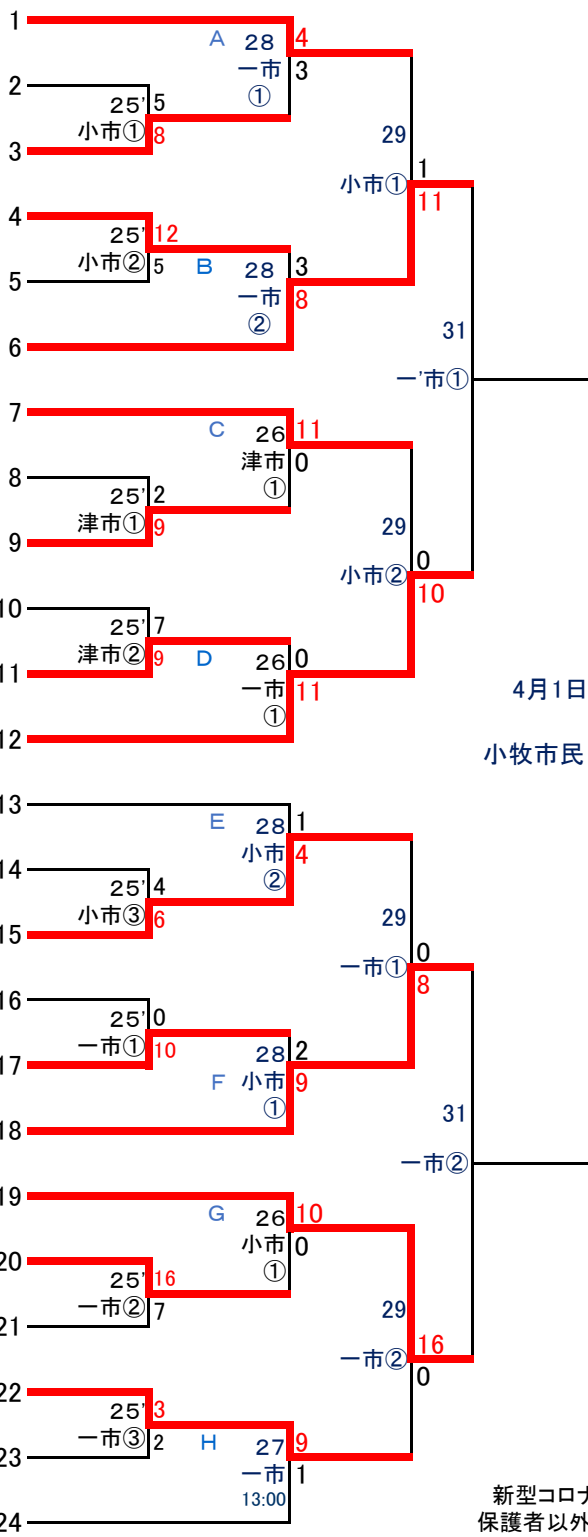 1
A 28 4
一市 3
①
2
25' 5
小市① 8
3
29
1
小市① 11
4
25' 12
小市② 5
B 28 3
一市 8
②
5
6
31
一'市①
7
C 26 11
津市 0
①
8
25' 2
津市① 9
9
29
0
小市② 10
10
25' 7
津市② 9
11
D 26 0
一市 11
①
12
4月1日
小牧市民
13
E 28 1
小市 4
②
14
25' 4
小市③ 6
15
29
0
一市① 8
16
25' 0
一市① 10
17
28 2
F 小市 9
①
18
31
一市②
19
G 26 10
小市 0
①
20
25' 16
一市② 7
21
29
16
一市② 0
22
25' 3
一市③ 2
23
H 27 9
一市 1
13:00
24
新型コロナ
保護者以外